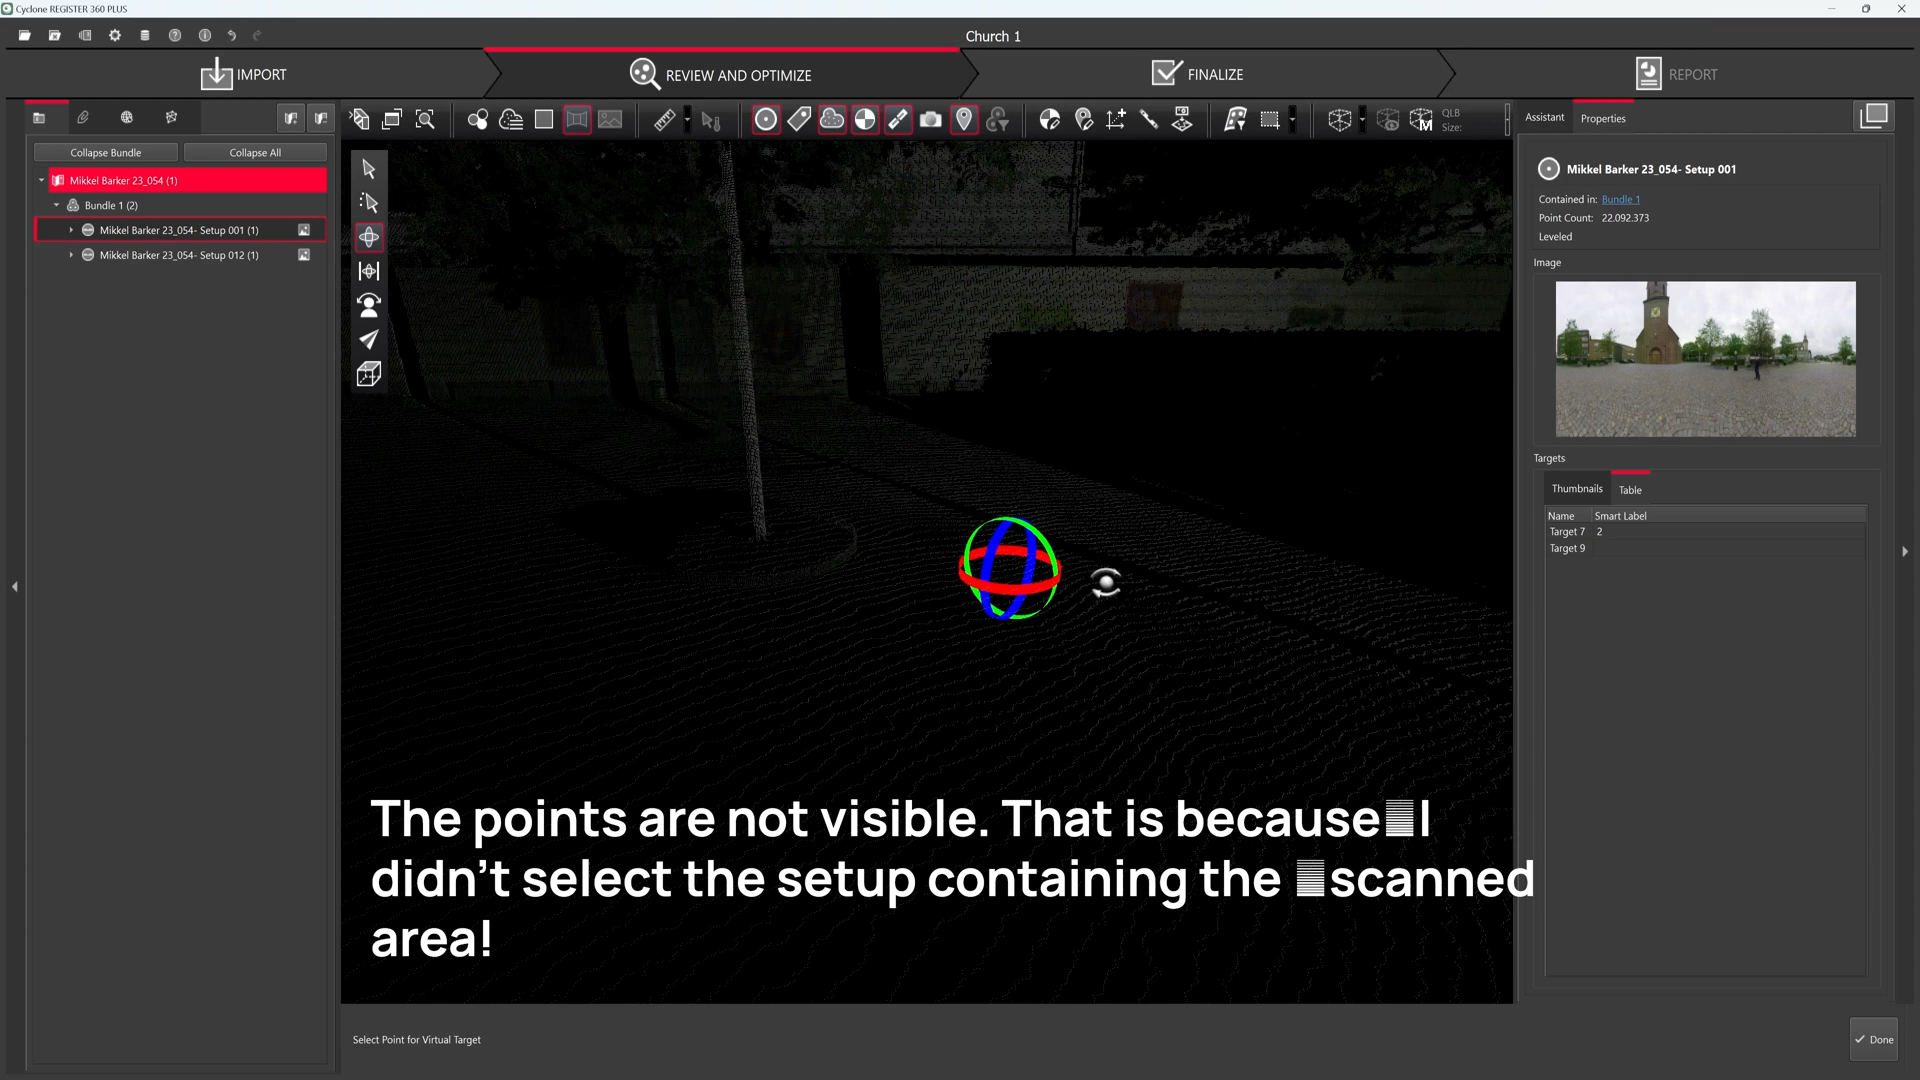 Cyclone REGISTER 360 PLUS
Church 1
IMPORT
REVIEW AND OPTIMIZE
FINALIZE
REPORT
QLB
Size:
Assistant
Properties
Collapse Bundle
Collapse All
Mikkel Barker 23_054 (1)
Bundle 1 (2)
Mikkel Barker 23_054- Setup 001 (1)
Mikkel Barker 23_054- Setup 012 (1)
Mikkel Barker 23_054- Setup 001
Contained in: Bundle 1
Point Count: 22.092.373
Leveled
Image
Targets
Thumbnails
Table
Name Smart Label
Target 7 2
Target 9
The points are not visible. That is because I
didn't select the setup containing the scanned
area!
Select Point for Virtual Target
Done